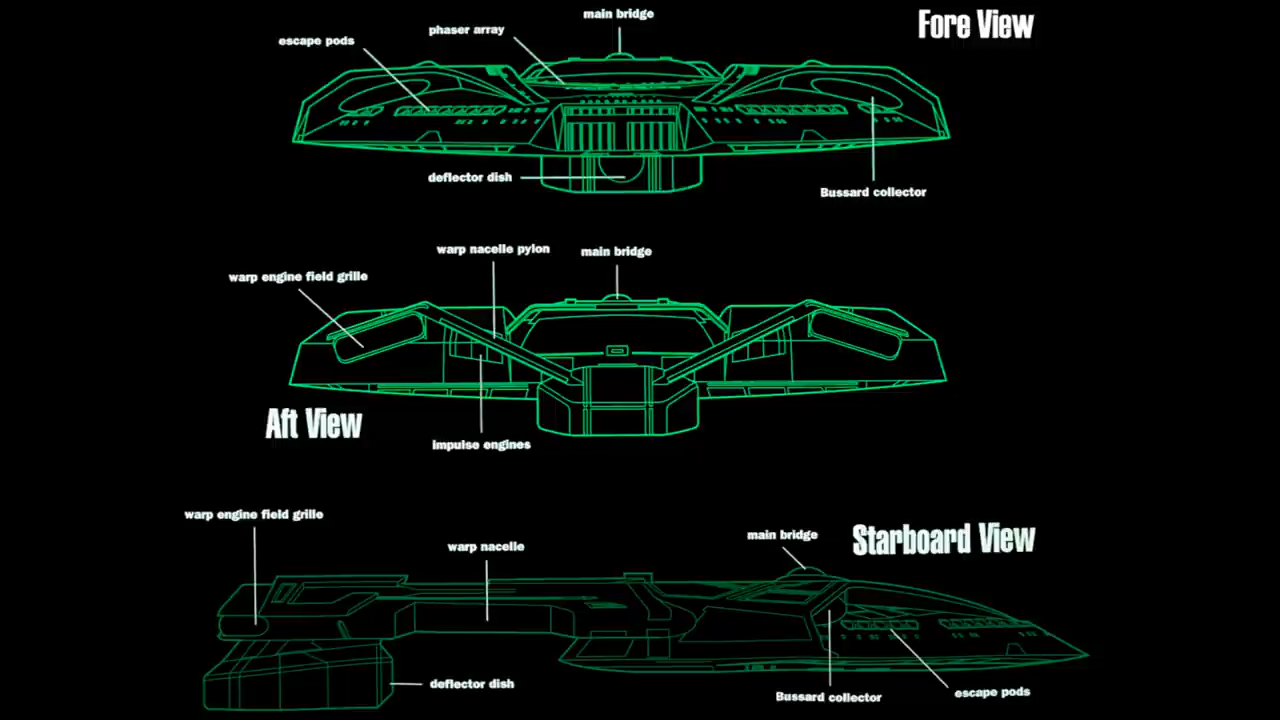 main bridge
Fore View
phaser array
escape pods
deflector dish
Bussard collector
warp nacelle pylon
main bridge
warp engine field grille
Aft View
impulse engines
warp engine field grille
main bridge
Starboard View
warp nacelle
deflector dish
Bussard collector
escape pods